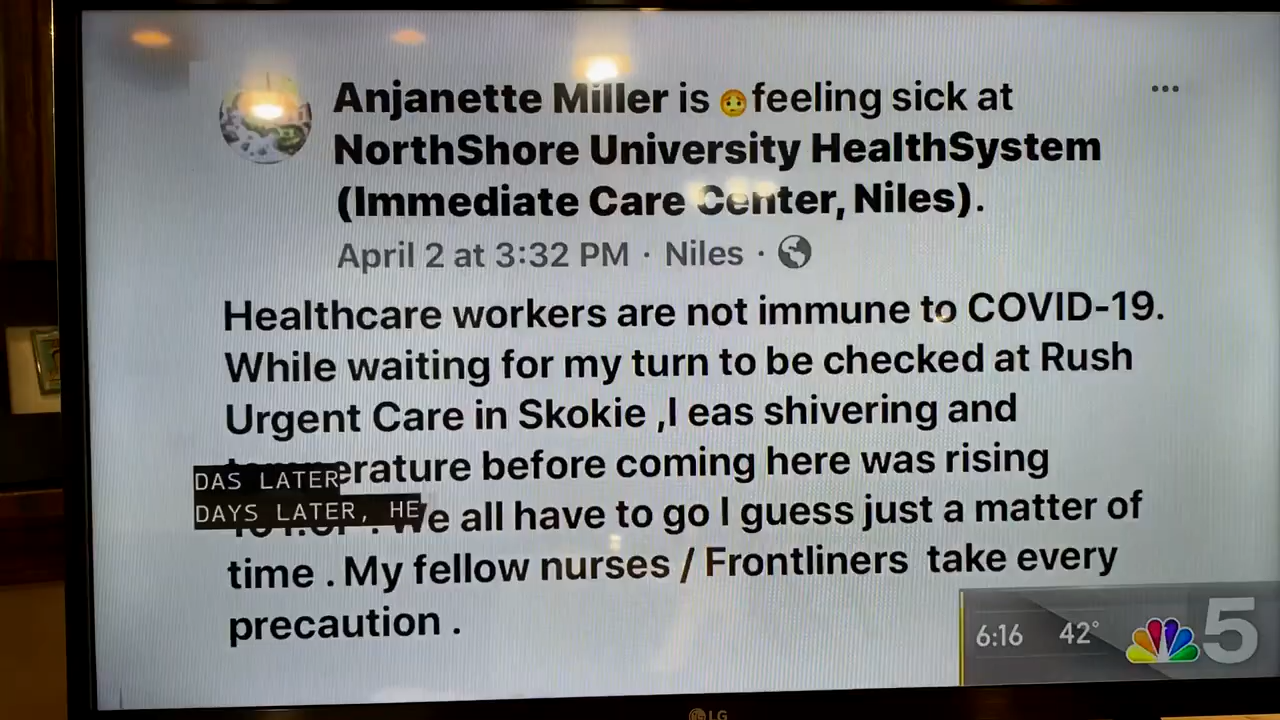 Anjanette Miller is 😟 feeling sick at
NorthShore University HealthSystem
(Immediate Care Center, Niles).
April 2 at 3:32 PM · Niles ·
Healthcare workers are not immune to COVID-19.
While waiting for my turn to be checked at Rush
Urgent Care in Skokie ,I eas shivering and
erature before coming here was rising
. We all have to go I guess just a matter of
time . My fellow nurses / Frontliners take every
precaution .
DAS LATER
DAYS LATER, HE
6:16 42° 5
LG